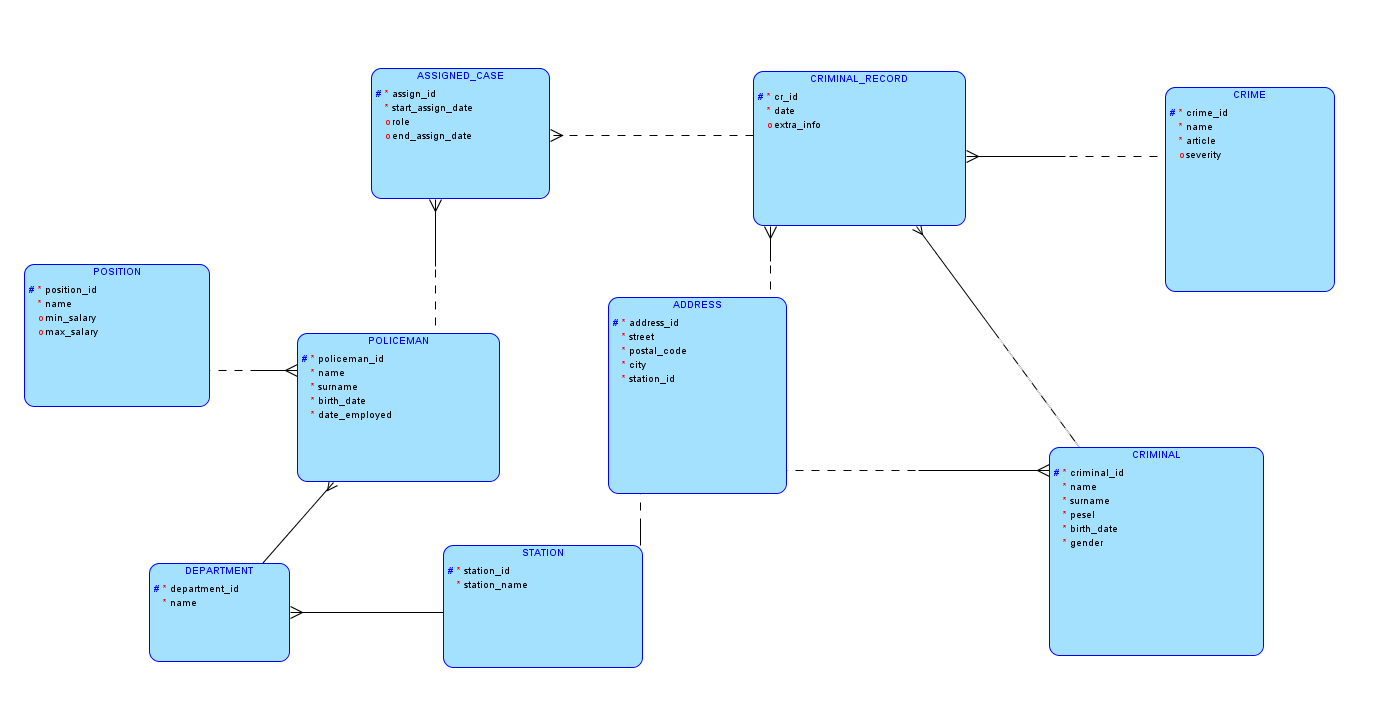 ASSIGNED_CASE
# * assign_id
* start_assign_date
o role
o end_assign_date
CRIMINAL_RECORD
# * cr_id
* date
o extra_info
CRIME
# * crime_id
* name
* article
o severity
POSITION
# * position_id
* name
o min_salary
o max_salary
POLICEMAN
# * policeman_id
* name
* surname
* birth_date
* date_employed
ADDRESS
# * address_id
* street
* postal_code
* city
* station_id
CRIMINAL
# * criminal_id
* name
* surname
* pesel
* birth_date
* gender
DEPARTMENT
# * department_id
* name
STATION
# * station_id
* station_name